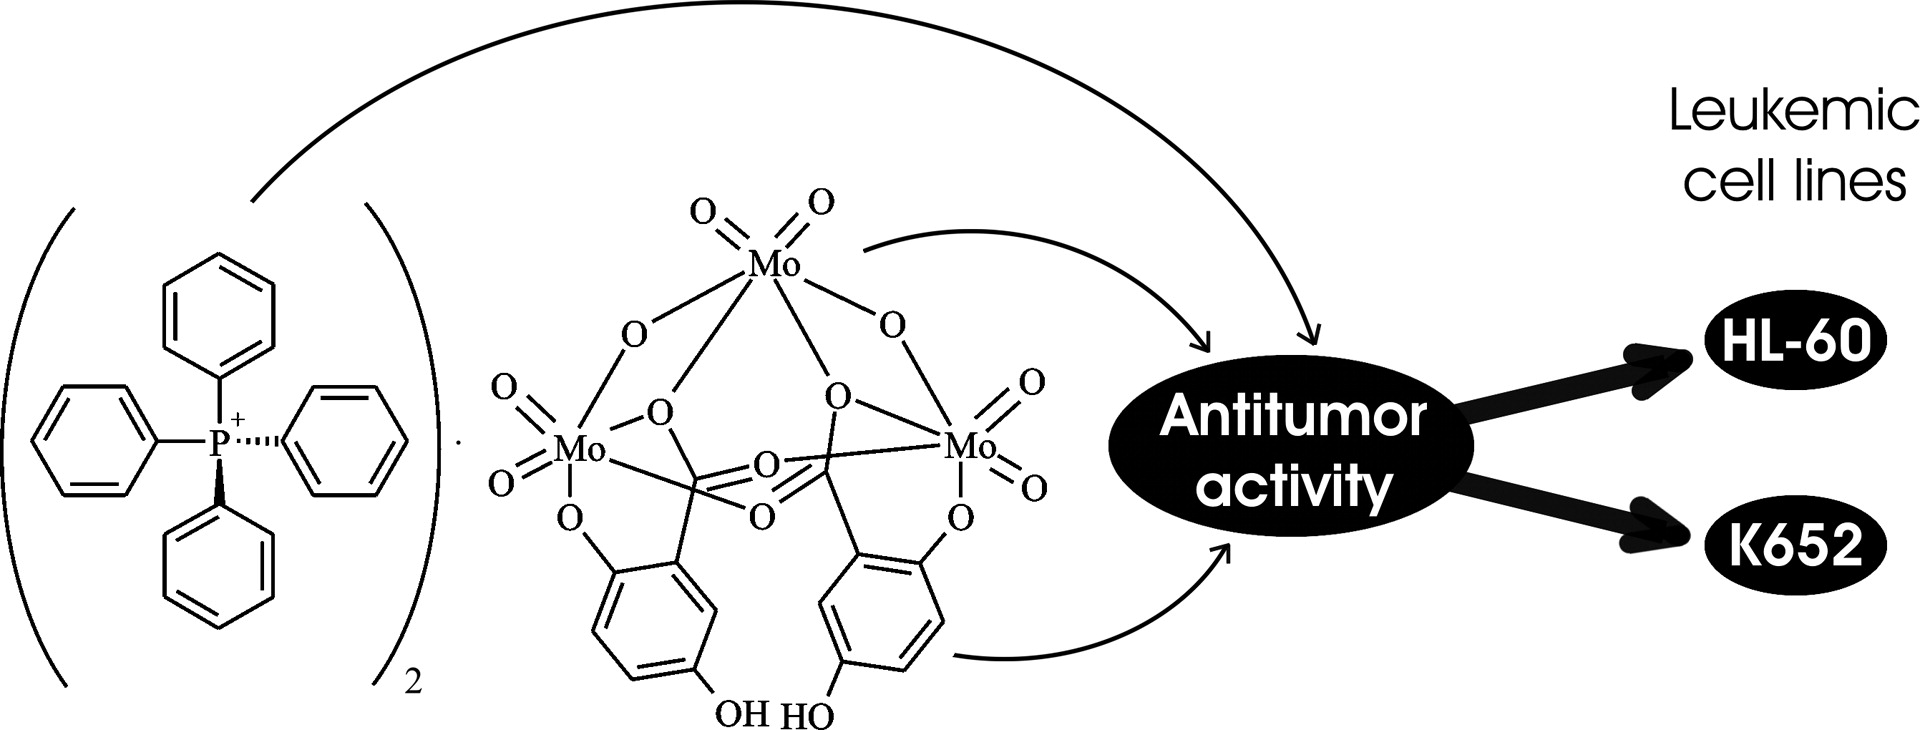 Leukemic
cell lines
O O
Mo
O O
O O
HL-60
O O
Antitumor
activity
P+
Mo
Mo
O
O
O
O
O
O
K652
2
OH HO